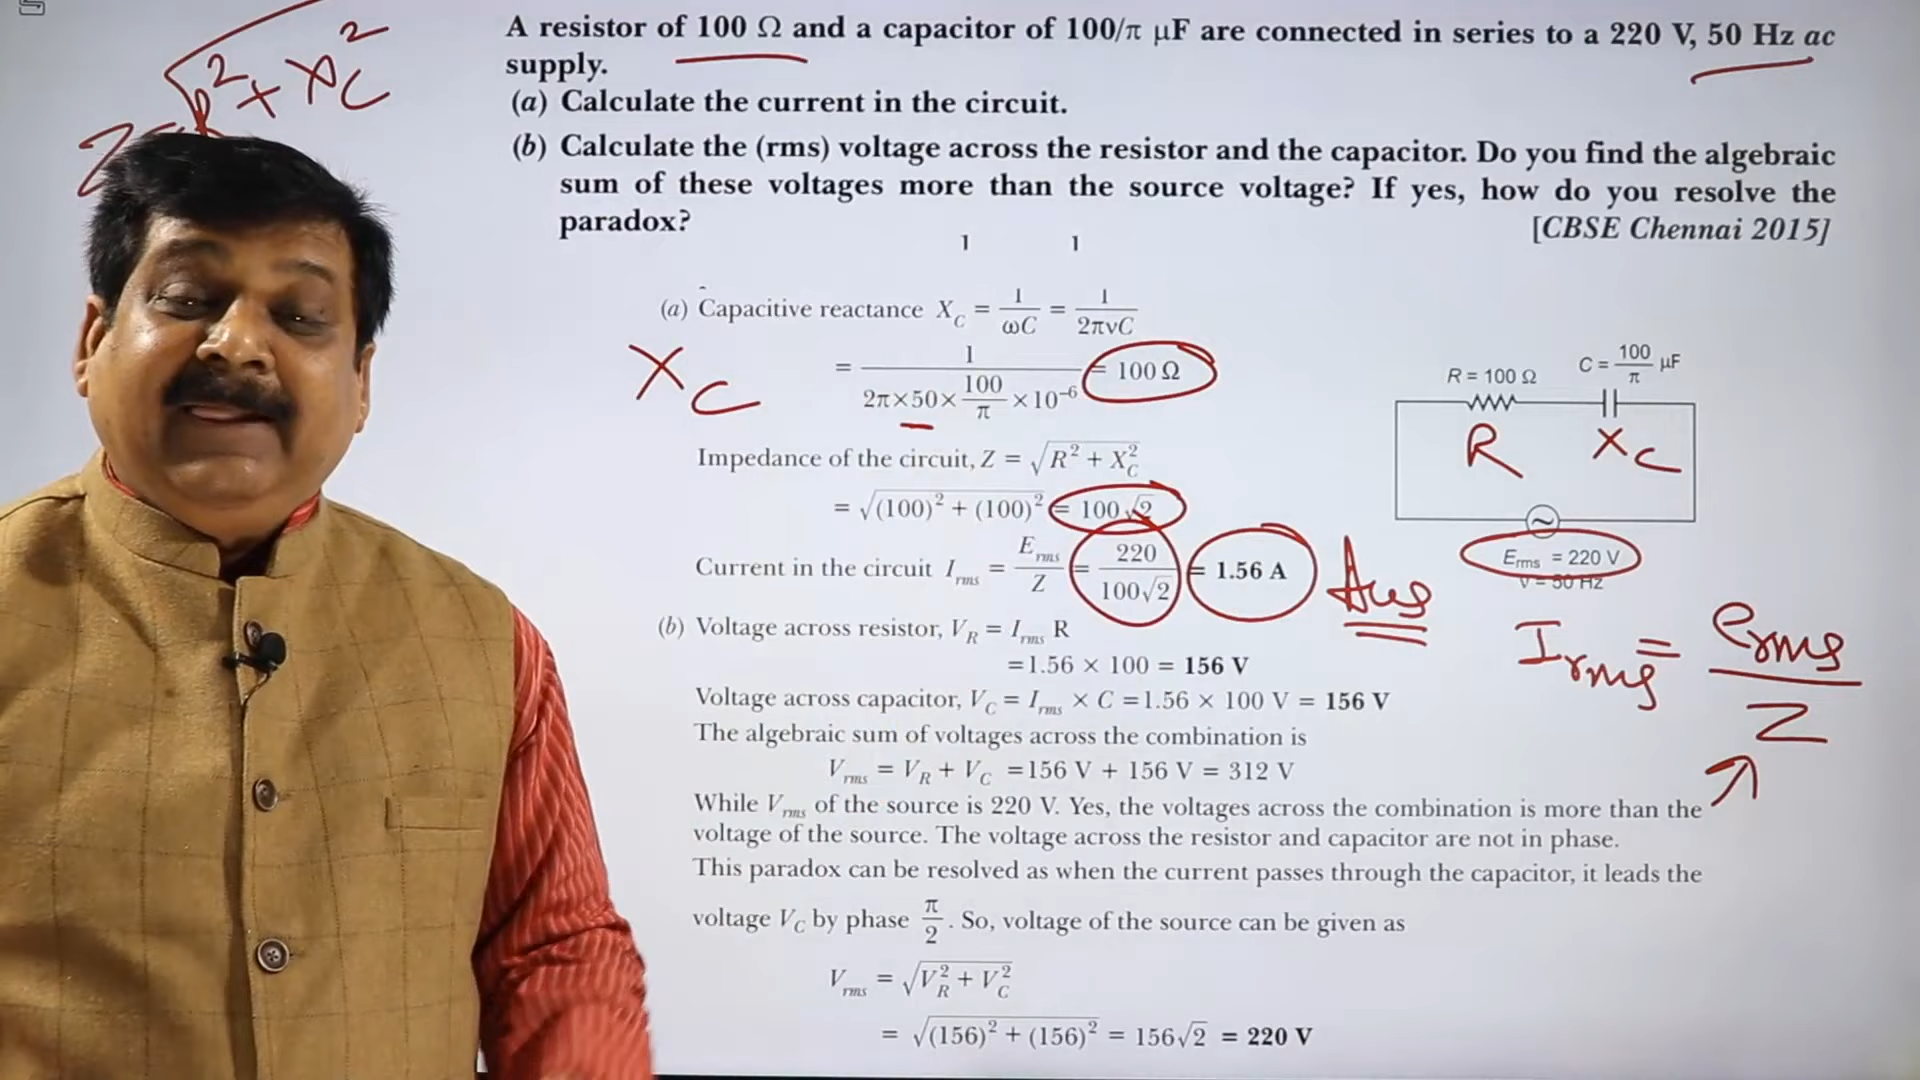 A resistor of 100 Ω and a capacitor of 100/π μF are connected in series to a 220 V, 50 Hz ac
supply.
(a) Calculate the current in the circuit.
(b) Calculate the (rms) voltage across the resistor and the capacitor. Do you find the algebraic
sum of these voltages more than the source voltage? If yes, how do you resolve the
paradox?
[CBSE Chennai 2015]
1 1
(a) Capacitive reactance X_C = 1/ωC = 1/2πνC
= 1/(2π×50×100/π×10⁻⁶) = 100 Ω
Impedance of the circuit, Z = √(R² + X_C²)
= √((100)² + (100)²) = 100√2
Current in the circuit I_rms = E_rms/Z = 220/100√2 = 1.56 A
(b) Voltage across resistor, V_R = I_rms R
=1.56 × 100 = 156 V
Voltage across capacitor, V_C = I_rms × C =1.56 × 100 V = 156 V
The algebraic sum of voltages across the combination is
V_rms = V_R + V_C =156 V + 156 V = 312 V
While V_rms of the source is 220 V. Yes, the voltages across the combination is more than the
voltage of the source. The voltage across the resistor and capacitor are not in phase.
This paradox can be resolved as when the current passes through the capacitor, it leads the
voltage V_C by phase π/2. So, voltage of the source can be given as
V_rms = √(V_R² + V_C²)
= √((156)² + (156)²) = 156√2 = 220 V
R = 100 Ω
C = 100/π μF
R X_C
E_rms = 220 V
ν = 50 Hz
Z = √(R² + X_C²)
X_C
Ans
I_rms = e_rms/Z